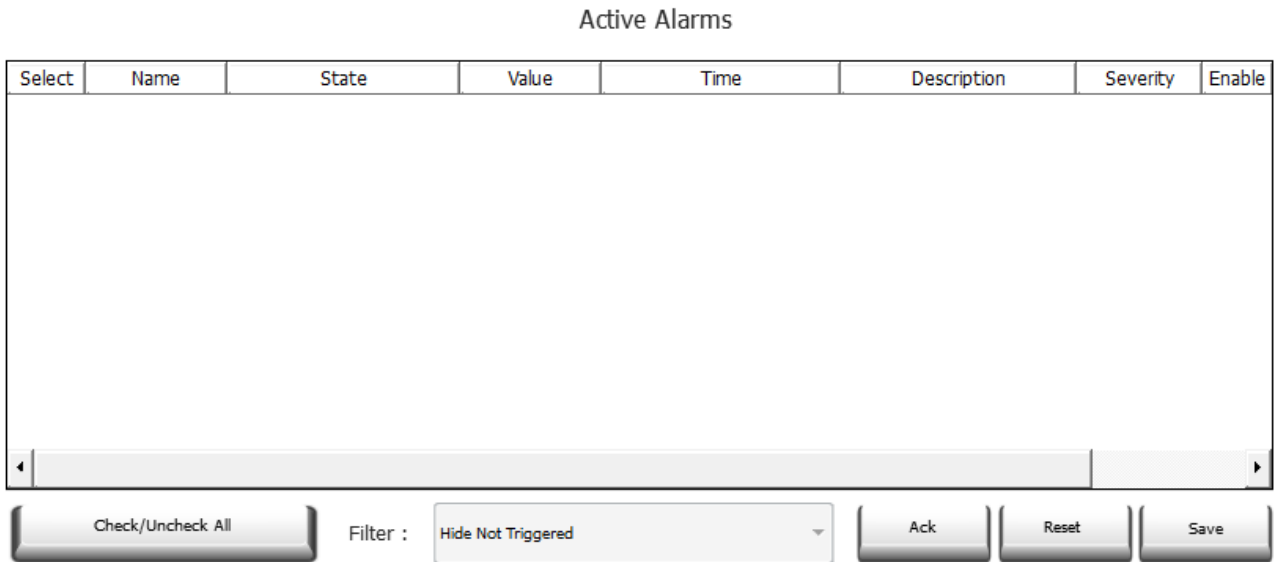 Active Alarms
Select Name State Value Time Description Severity Enable
Check/Uncheck All Filter : Hide Not Triggered Ack Reset Save